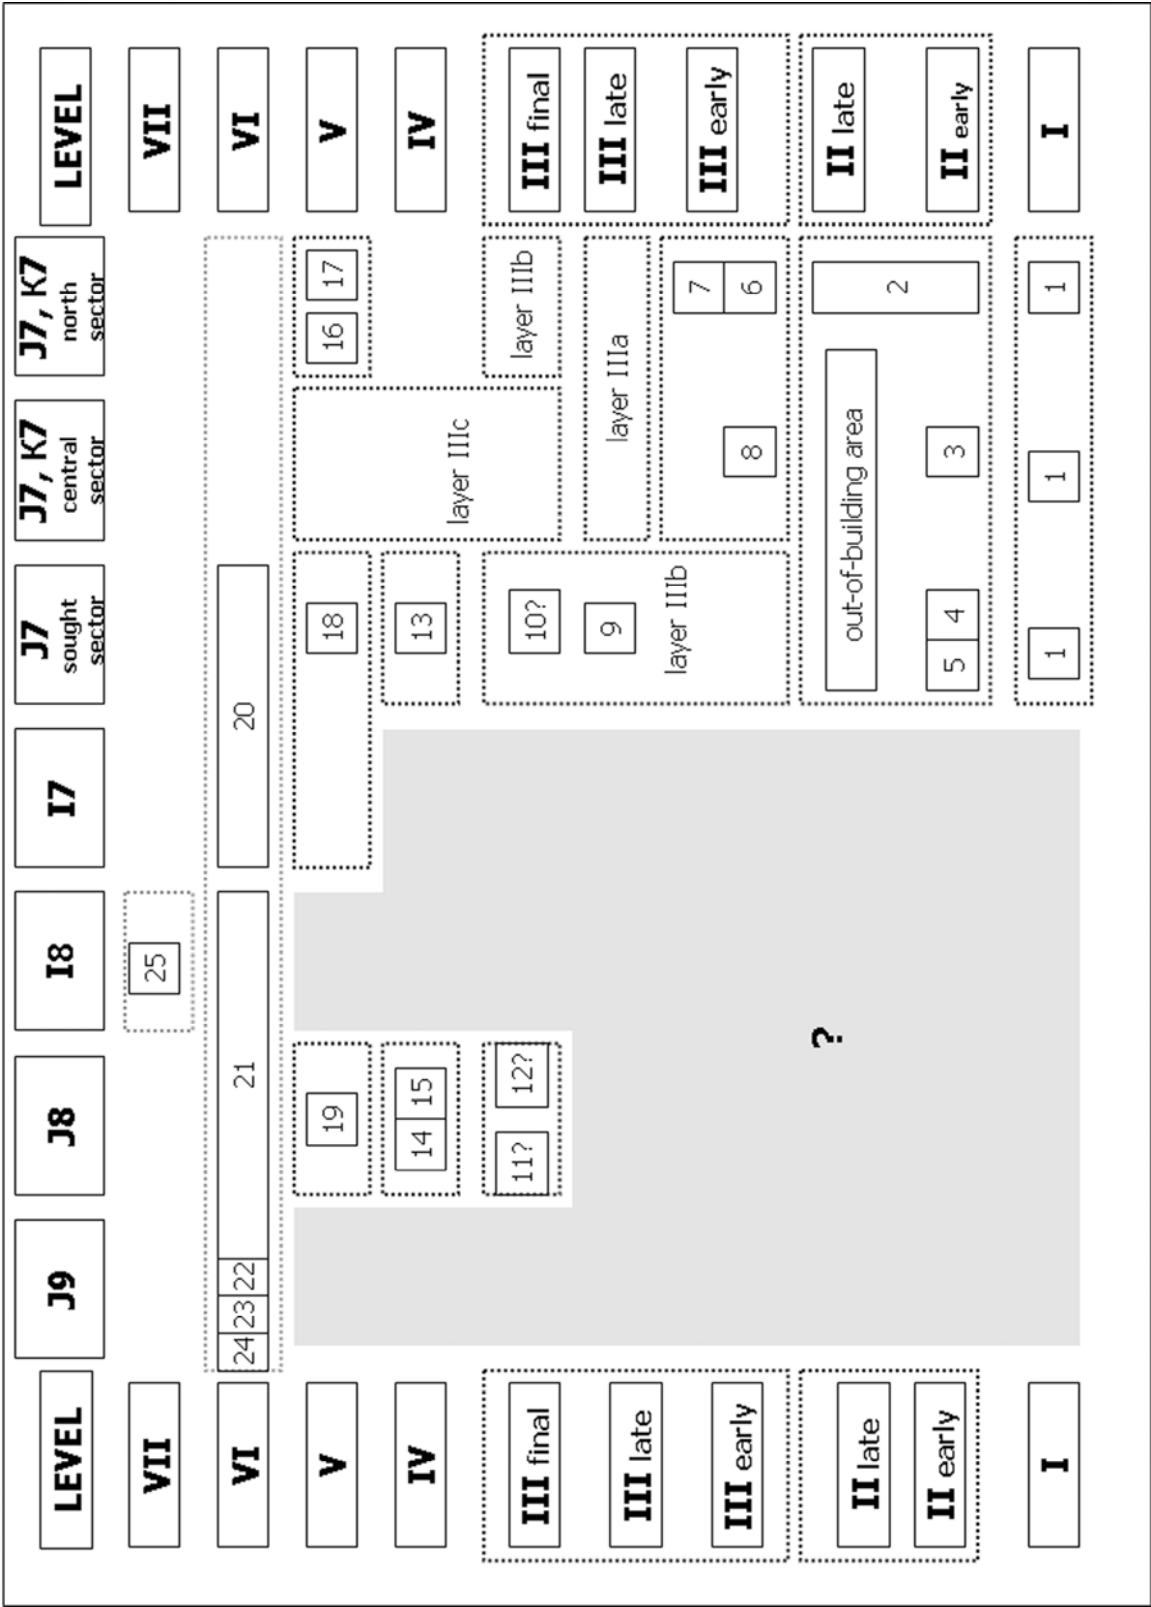 LEVEL
J9
J8
I8
I7
J7
sought
sector
J7, K7
central
sector
J7, K7
north
sector
LEVEL
VII
25
VII
VI
24 23 22
21
20
VI
V
19
18
16
17
V
IV
14 15
13
layer IIIc
IV
III final
11?
12?
10?
layer IIIb
III final
III late
9
layer IIIa
III late
layer IIIb
III early
8
7
6
III early
?
II late
out-of-building area
2
II late
II early
5 4
3
II early
I
1
1
1
I